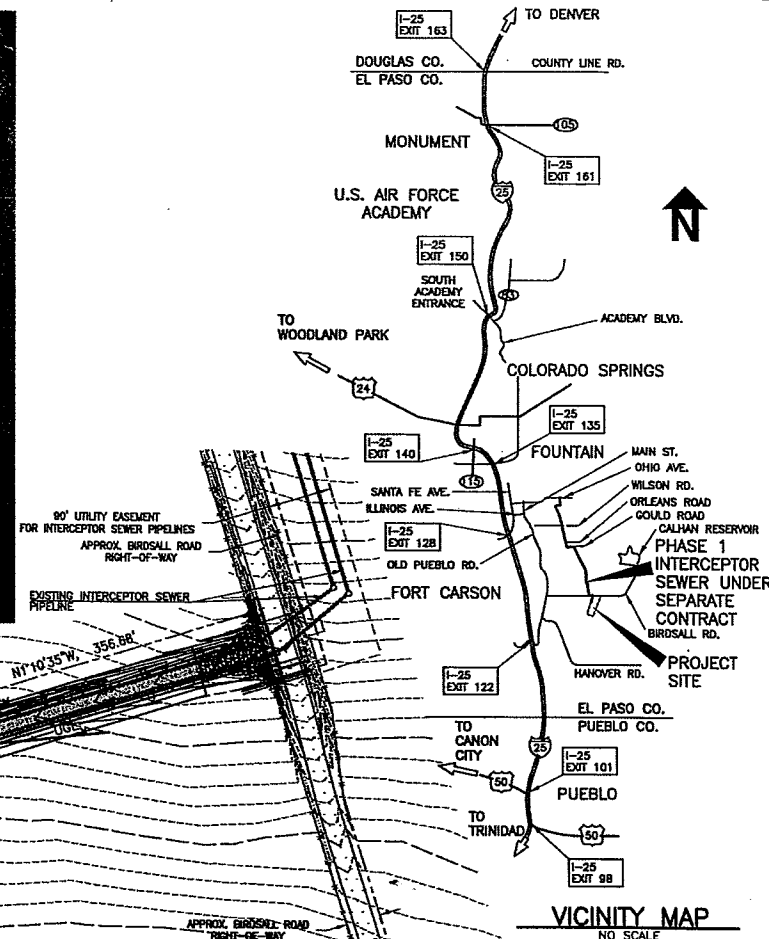 I-25
EXIT 163
TO DENVER
DOUGLAS CO.
COUNTY LINE RD.
EL PASO CO.
105
MONUMENT
I-25
EXIT 161
25
U.S. AIR FORCE
ACADEMY
N
I-25
EXIT 150
SOUTH
ACADEMY
ENTRANCE
83
ACADEMY BLVD.
TO
WOODLAND PARK
24
COLORADO SPRINGS
I-25
EXIT 135
I-25
EXIT 140
FOUNTAIN
115
MAIN ST.
OHIO AVE.
WILSON RD.
ORLEANS ROAD
GOULD ROAD
CALHAN RESERVOIR
SANTA FE AVE.
ILLINOIS AVE.
I-25
EXIT 128
OLD PUEBLO RD.
FORT CARSON
PHASE 1
INTERCEPTOR
SEWER UNDER
SEPARATE
CONTRACT
BIRDSALL RD.
PROJECT
SITE
HANOVER RD.
I-25
EXIT 122
EL PASO CO.
PUEBLO CO.
TO
CANON
CITY
25
50
I-25
EXIT 101
PUEBLO
TO
TRINIDAD
50
I-25
EXIT 98
VICINITY MAP
NO SCALE
90' UTILITY EASEMENT
FOR INTERCEPTOR SEWER PIPELINES
APPROX. BIRDSALL ROAD
RIGHT-OF-WAY
EXISTING INTERCEPTOR SEWER
PIPELINE
N1°10'35"W, 356.68'
APPROX. BIRDSALL ROAD
RIGHT-OF-WAY